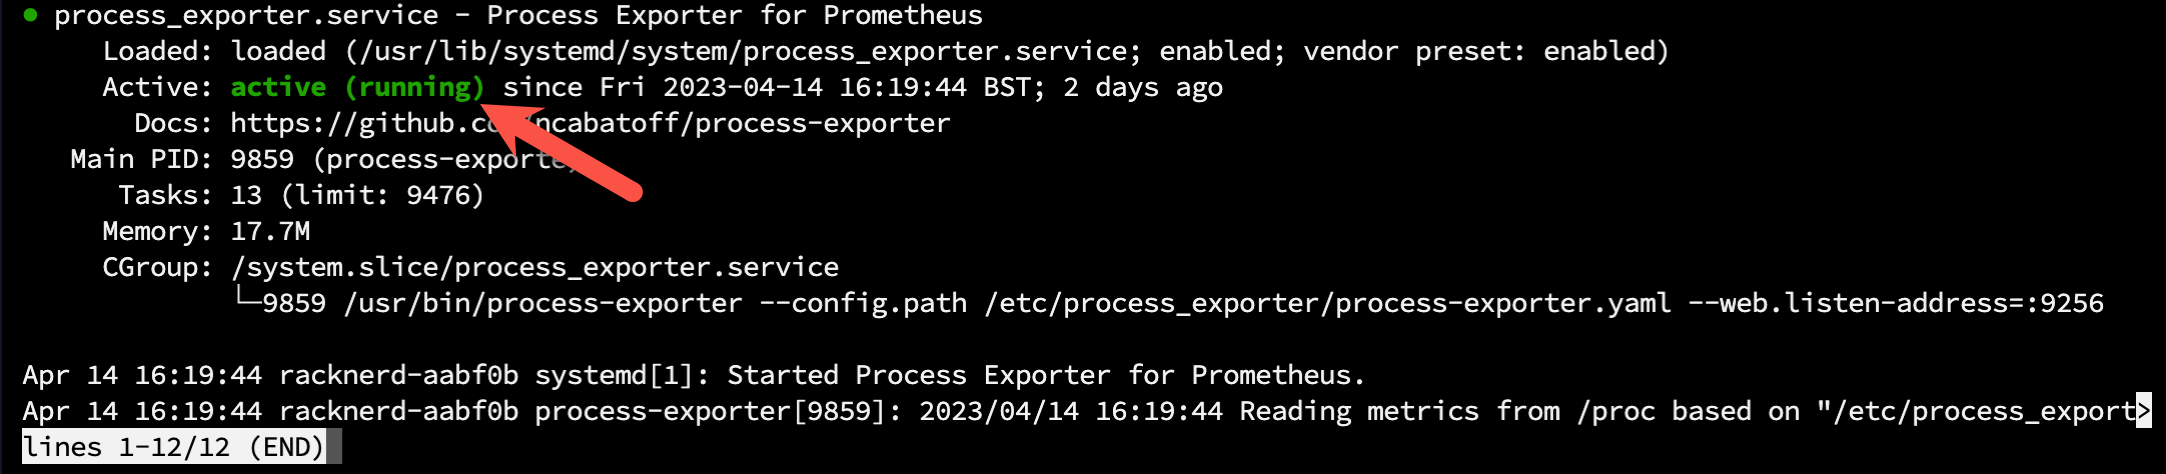 ● process_exporter.service - Process Exporter for Prometheus
Loaded: loaded (/usr/lib/systemd/system/process_exporter.service; enabled; vendor preset: enabled)
Active: active (running) since Fri 2023-04-14 16:19:44 BST; 2 days ago
Docs: https://github.co ncabatoff/process-exporter
Main PID: 9859 (process-exporte)
Tasks: 13 (limit: 9476)
Memory: 17.7M
CGroup: /system.slice/process_exporter.service
└─9859 /usr/bin/process-exporter --config.path /etc/process_exporter/process-exporter.yaml --web.listen-address=:9256
Apr 14 16:19:44 racknerd-aabf0b systemd[1]: Started Process Exporter for Prometheus.
Apr 14 16:19:44 racknerd-aabf0b process-exporter[9859]: 2023/04/14 16:19:44 Reading metrics from /proc based on "/etc/process_export>
lines 1-12/12 (END)